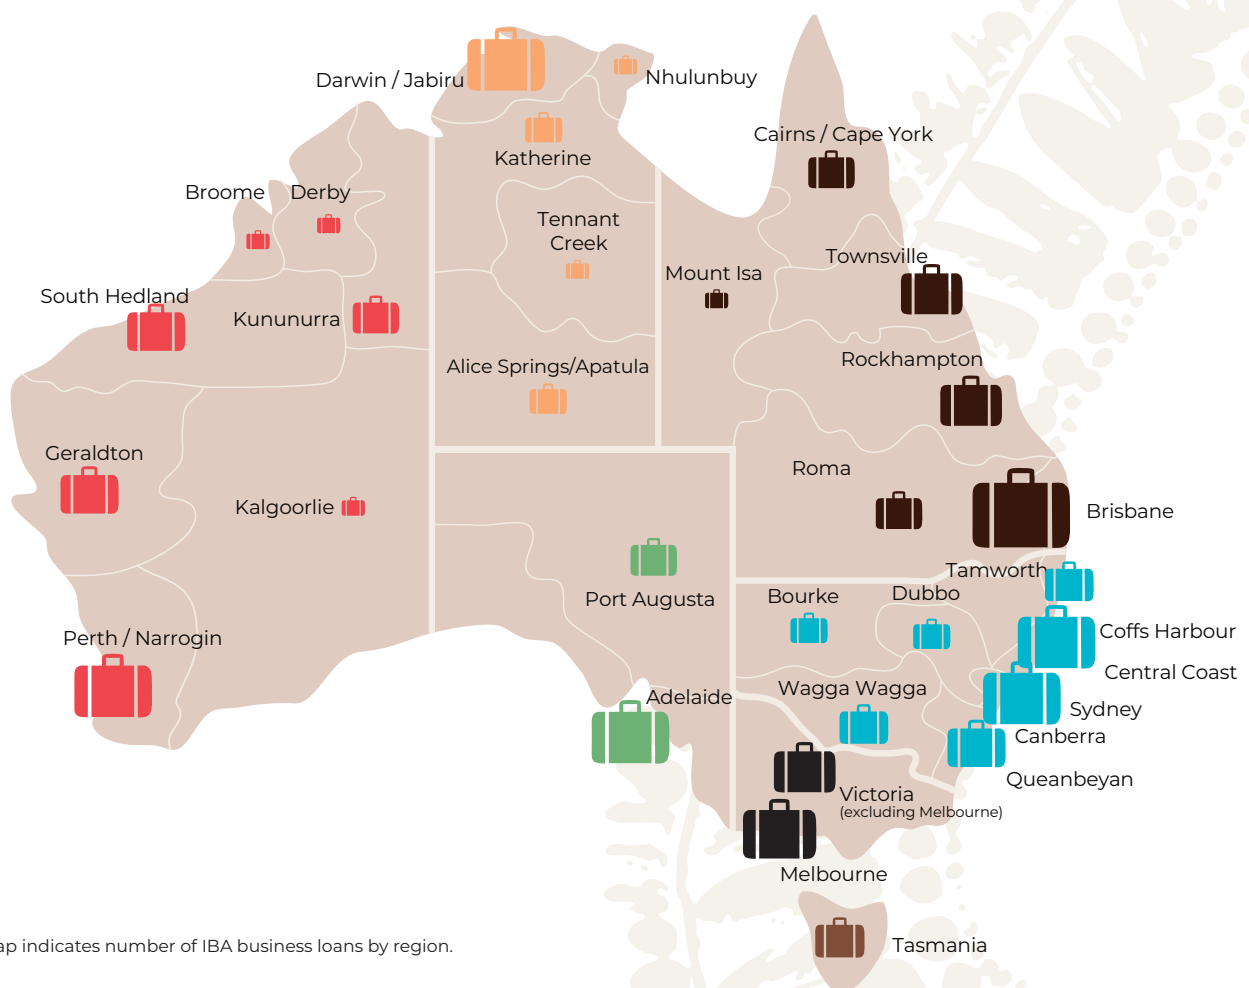 Darwin / Jabiru
Nhulunbuy
Katherine
Cairns / Cape York
Broome
Derby
Tennant
Creek
Townsville
Mount Isa
South Hedland
Kununurra
Rockhampton
Alice Springs/Apatula
Geraldton
Roma
Kalgoorlie
Brisbane
Tamworth
Port Augusta
Bourke
Dubbo
Perth / Narrogin
Coffs Harbour
Central Coast
Wagga Wagga
Adelaide
Sydney
Canberra
Queanbeyan
Victoria
(excluding Melbourne)
Melbourne
Tasmania
indicates number of IBA business loans by region.